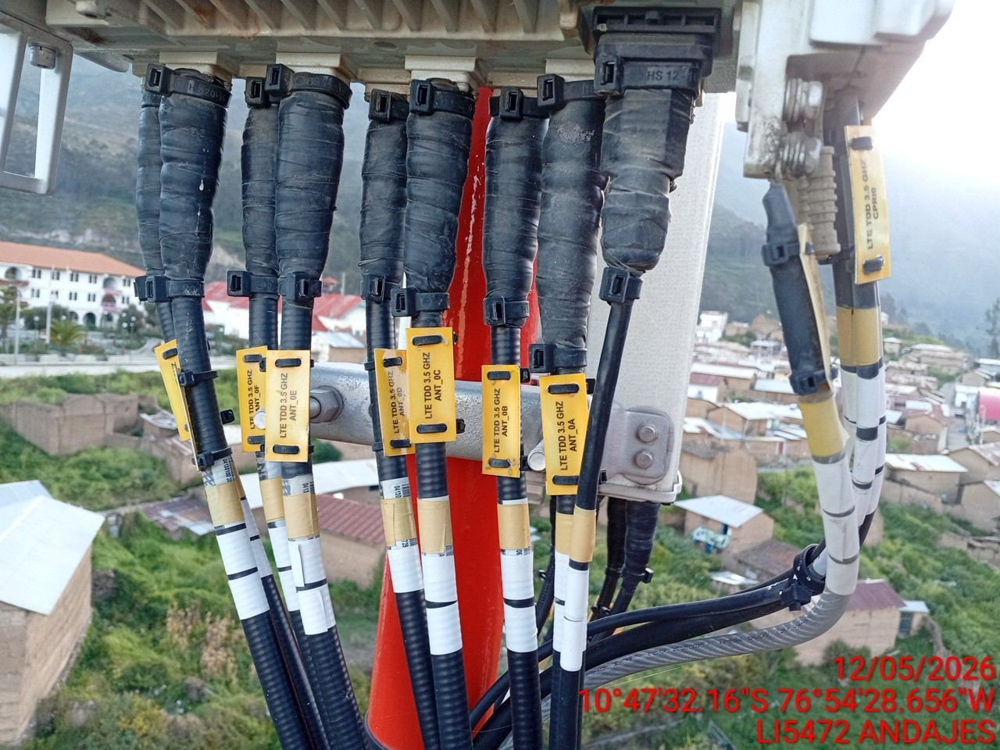 HS 12 -
LTE TDD 3.5 GHZ
CPRI0
LTE TDD 3.5 GHZ
ANT_0F
LTE TDD 3.5 GHZ
ANT_0E
LTE TDD 3.5 GHZ
ANT_0D
LTE TDD 3.5 GHZ
ANT_0C
LTE TDD 3.5 GHZ
ANT_0B
LTE TDD 3.5 GHZ
ANT_0A
12/05/2026
10°47'32.16"S 76°54'28.656"W
LI5472 ANDAJES